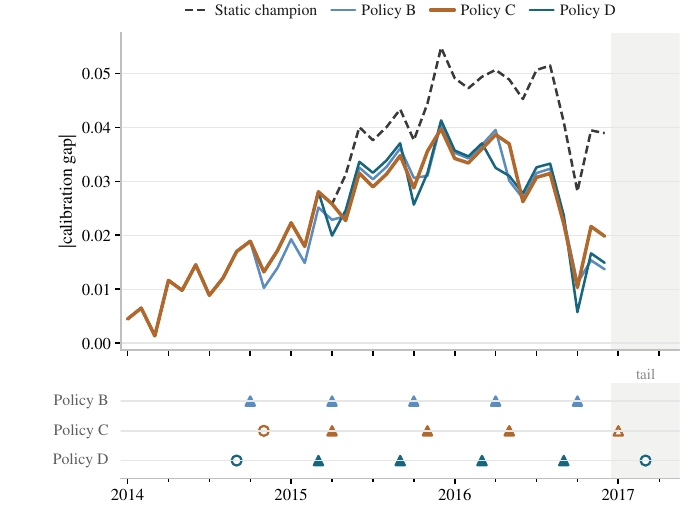 Static champion Policy B Policy C Policy D
|calibration gap|
0.05
0.04
0.03
0.02
0.01
0.00
tail
Policy B
Policy C
Policy D
2014 2015 2016 2017